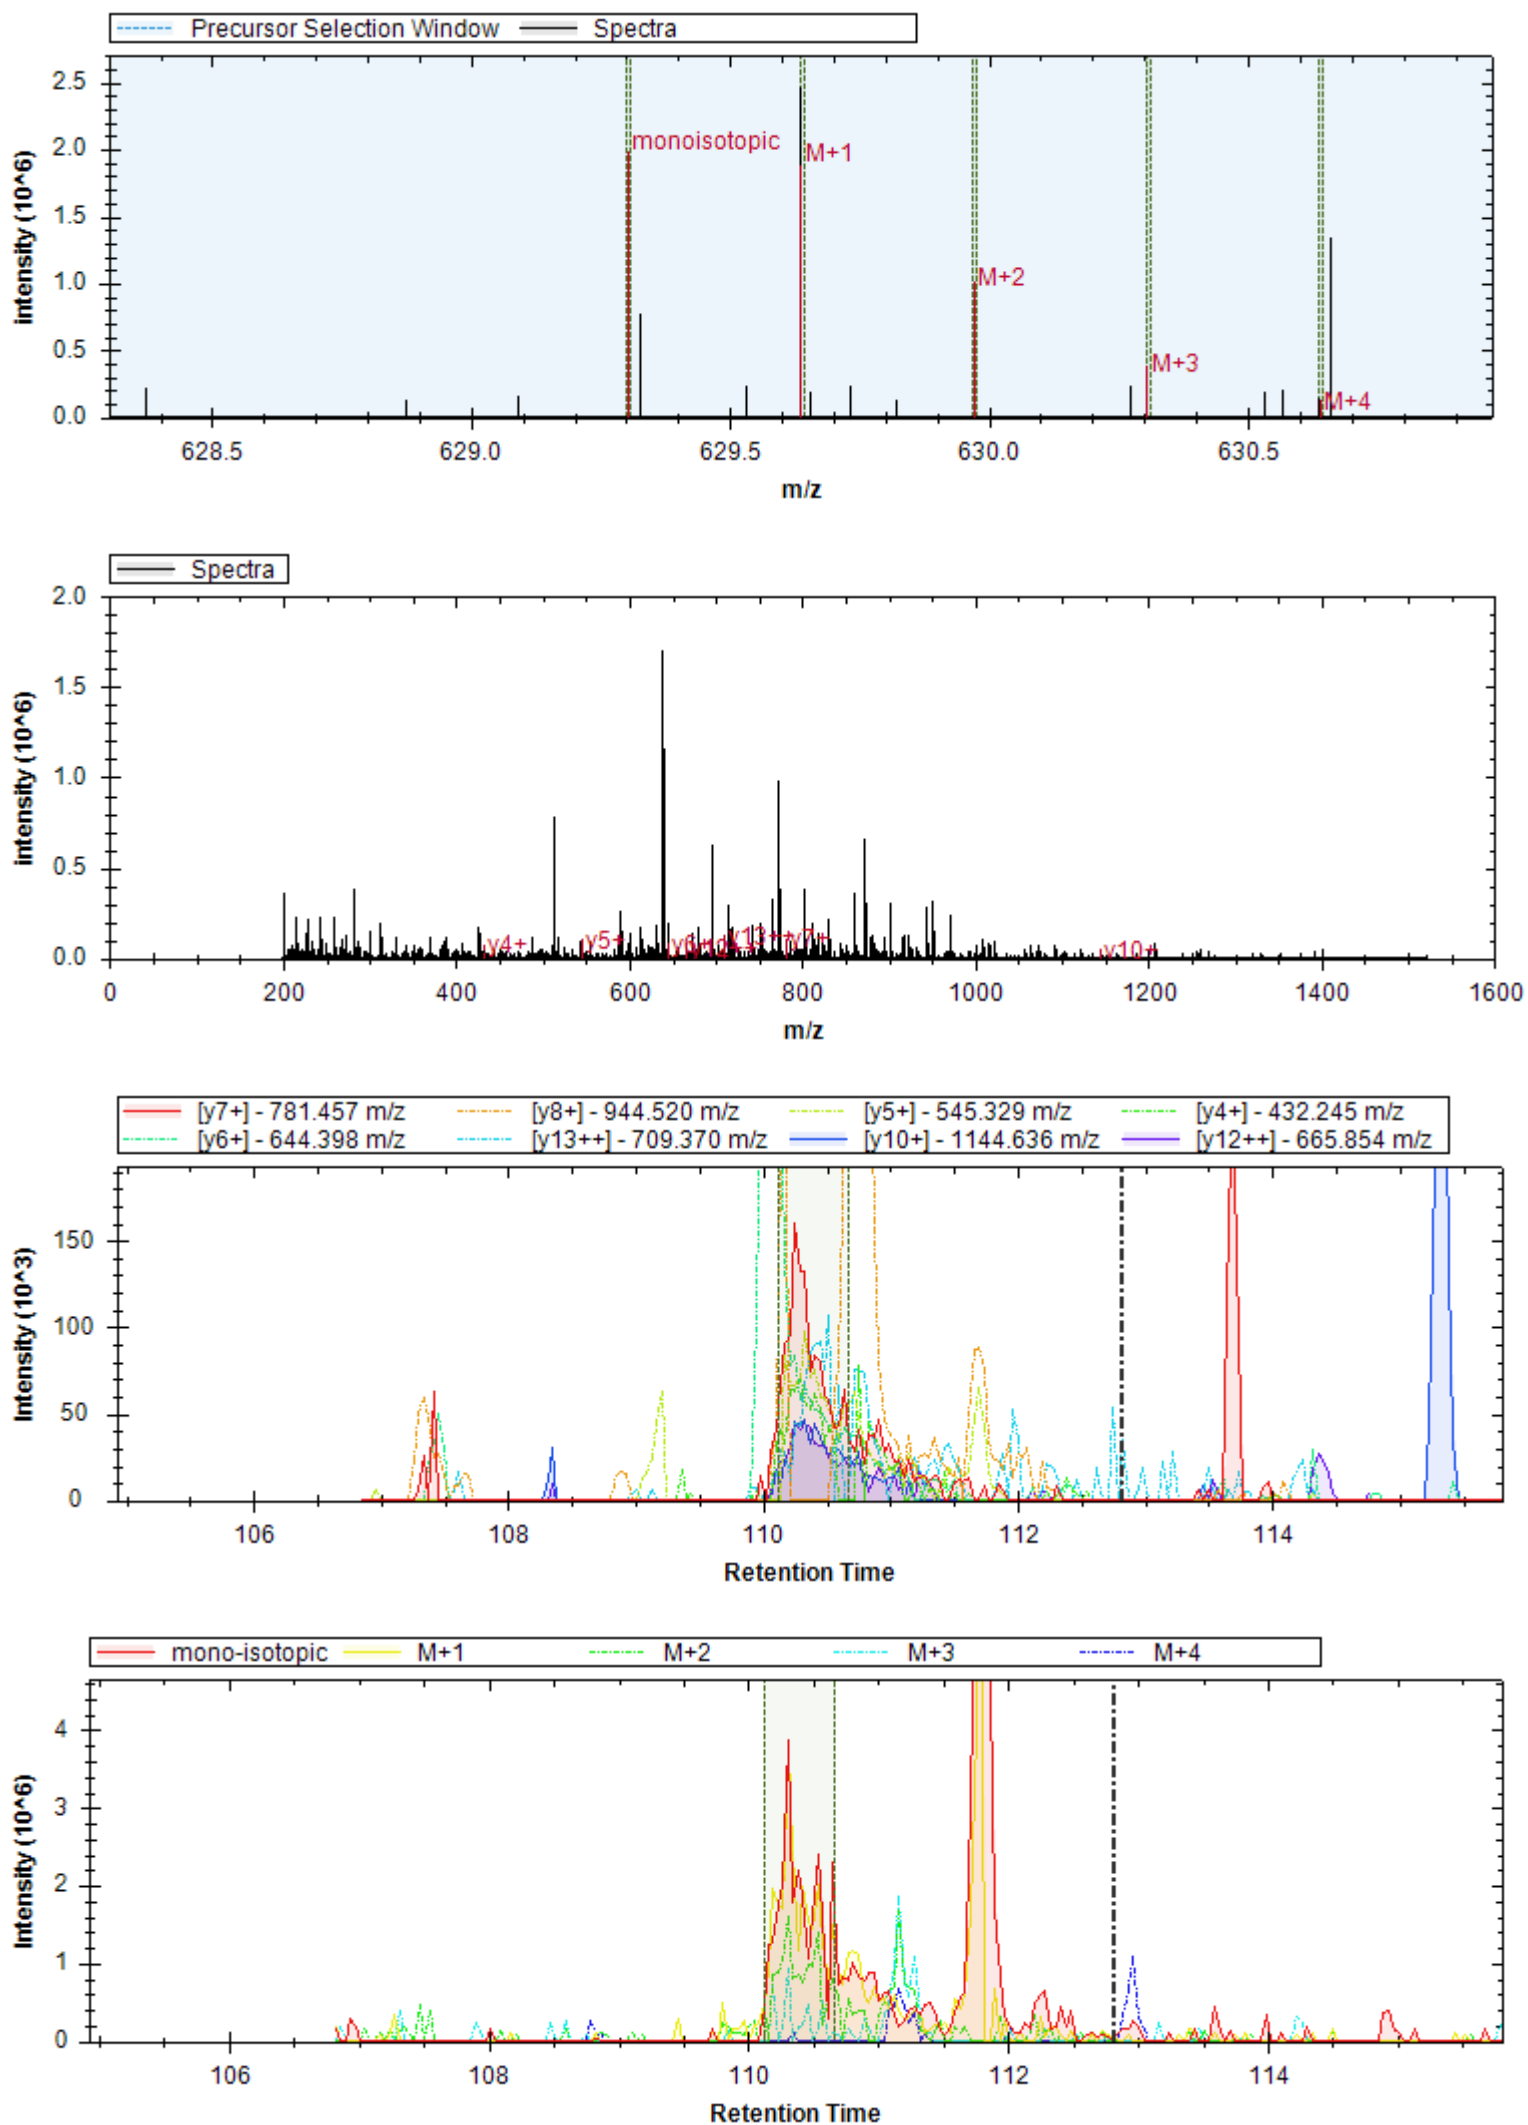 Precursor Selection Window Spectra
2.5
2.0
1.5
1.0
0.5
0.0
intensity (10^6)
monoisotopic
M+1
M+2
M+3
M+4
628.5 629.0 629.5 630.0 630.5
m/z
Spectra
2.0
1.5
1.0
0.5
0.0
intensity (10^6)
y4+ y5+ y13++ y7+ y10+
0 200 400 600 800 1000 1200 1400 1600
m/z
[y7+] - 781.457 m/z [y8+] - 944.520 m/z [y5+] - 545.329 m/z [y4+] - 432.245 m/z
[y6+] - 644.398 m/z [y13++] - 709.370 m/z [y10+] - 1144.636 m/z [y12++] - 665.854 m/z
150
100
50
0
Intensity (10^3)
106 108 110 112 114
Retention Time
mono-isotopic M+1 M+2 M+3 M+4
4
3
2
1
0
Intensity (10^6)
106 108 110 112 114
Retention Time